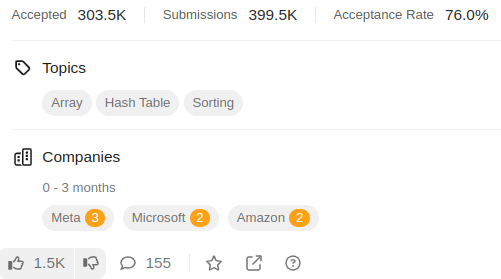 Accepted 303.5K Submissions 399.5K Acceptance Rate 76.0%
Topics
Array Hash Table Sorting
Companies
0 - 3 months
Meta 3 Microsoft 2 Amazon 2
1.5K 155